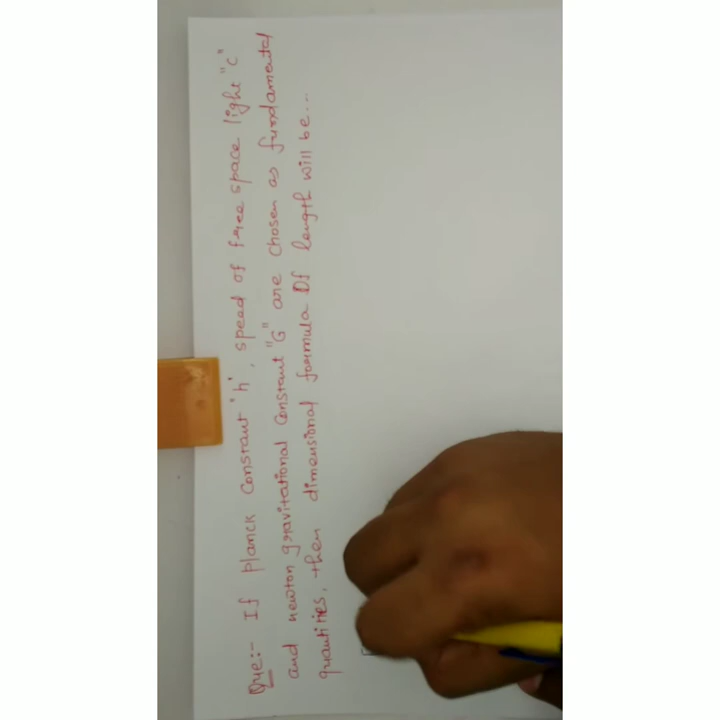 Que:- If planck constant 'h', speed of free space light "c"
and newton gravitational constant "G" are chosen as fundamental
quantities, then dimensional formula Of length will be...